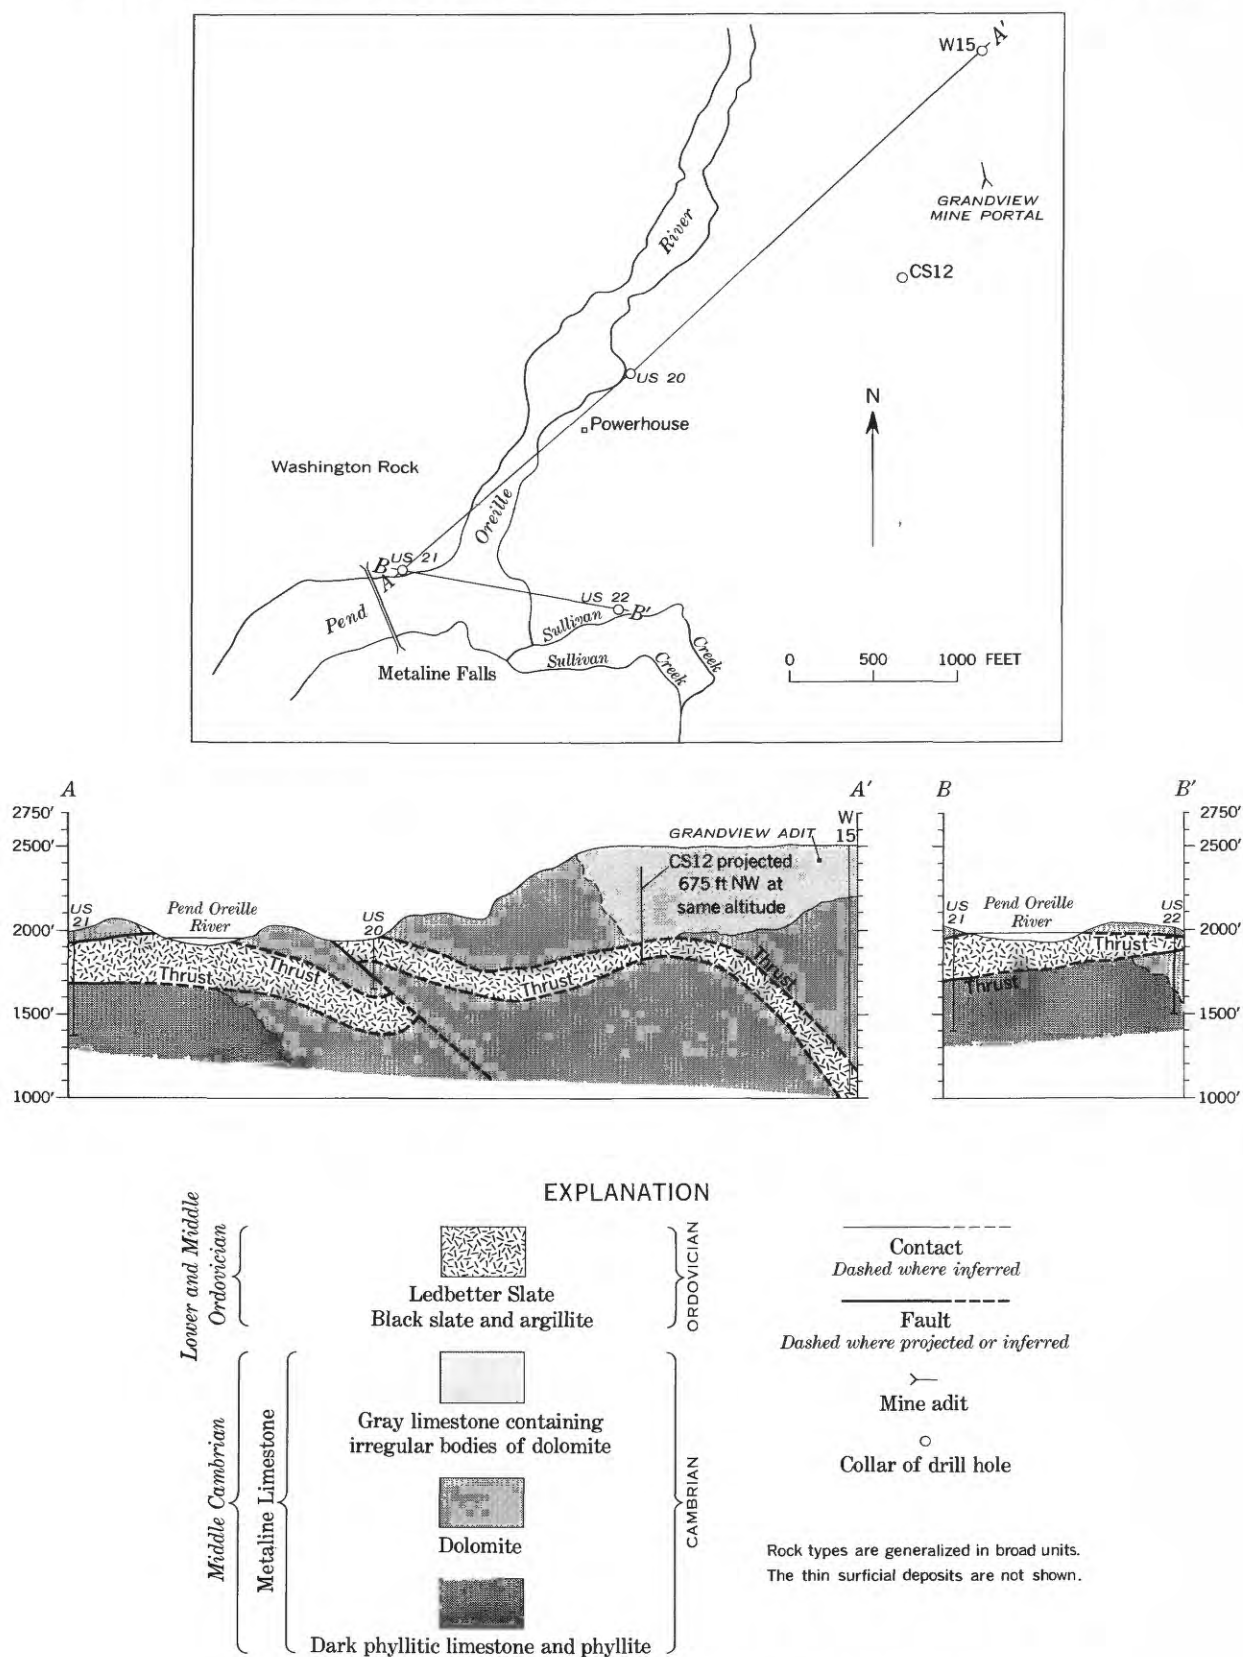 W15
A'
GRANDVIEW
MINE PORTAL
CS12
River
US 20
N
Powerhouse
Washington Rock
Oreille
B
US 21
A
US 22
B'
Pend
Sullivan
Creek
Metaline Falls
Sullivan
Creek
0 500 1000 FEET
A
A'
B
B'
2750'
2500'
2000'
1500'
1000'
W
15
GRANDVIEW ADIT
CS12 projected
675 ft NW at
same altitude
US
21
Pend Oreille
River
US
20
Thrust
Thrust
Thrust
Thrust
2750'
2500'
2000'
1500'
1000'
US
21
Pend Oreille
River
US
22
Thrust
Thrust
2750'
2500'
2000'
1500'
1000'
EXPLANATION
Lower and Middle
Ordovician
Ledbetter Slate
Black slate and argillite
ORDOVICIAN
Middle Cambrian
Metaline Limestone
Gray limestone containing
irregular bodies of dolomite
Dolomite
Dark phyllitic limestone and phyllite
CAMBRIAN
Contact
Dashed where inferred
Fault
Dashed where projected or inferred
Mine adit
Collar of drill hole
Rock types are generalized in broad units.
The thin surficial deposits are not shown.